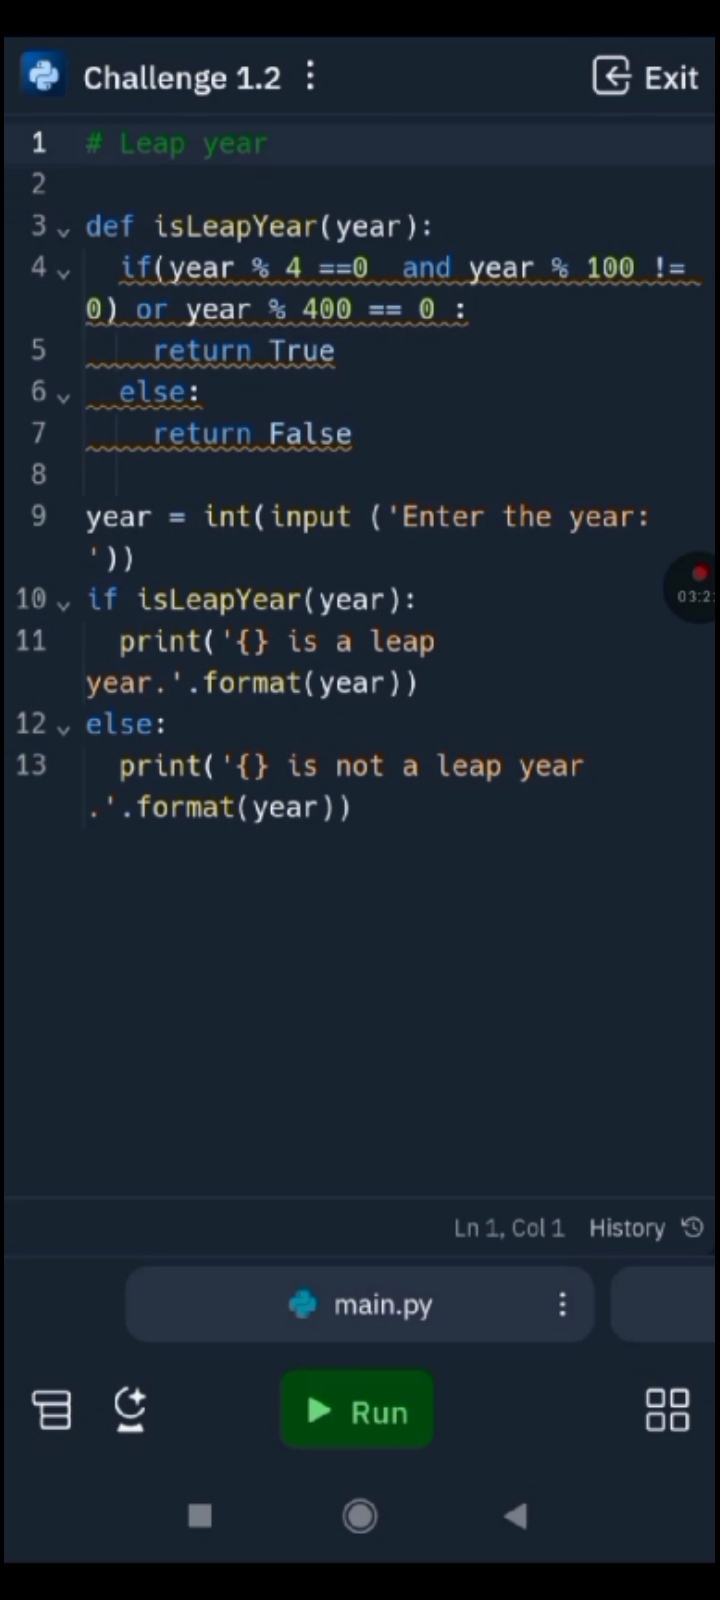 Challenge 1.2
Exit
1 # Leap year
2
3 def isLeapYear(year):
4   if(year % 4 ==0  and year % 100 !=
0) or year % 400 == 0 :
5     return True
6   else:
7     return False
8
9 year = int(input ('Enter the year:
'))
10 if isLeapYear(year):
11   print('{} is a leap
year.'.format(year))
12 else:
13   print('{} is not a leap year
.'.format(year))
03:2
Ln 1, Col 1 History
main.py
Run